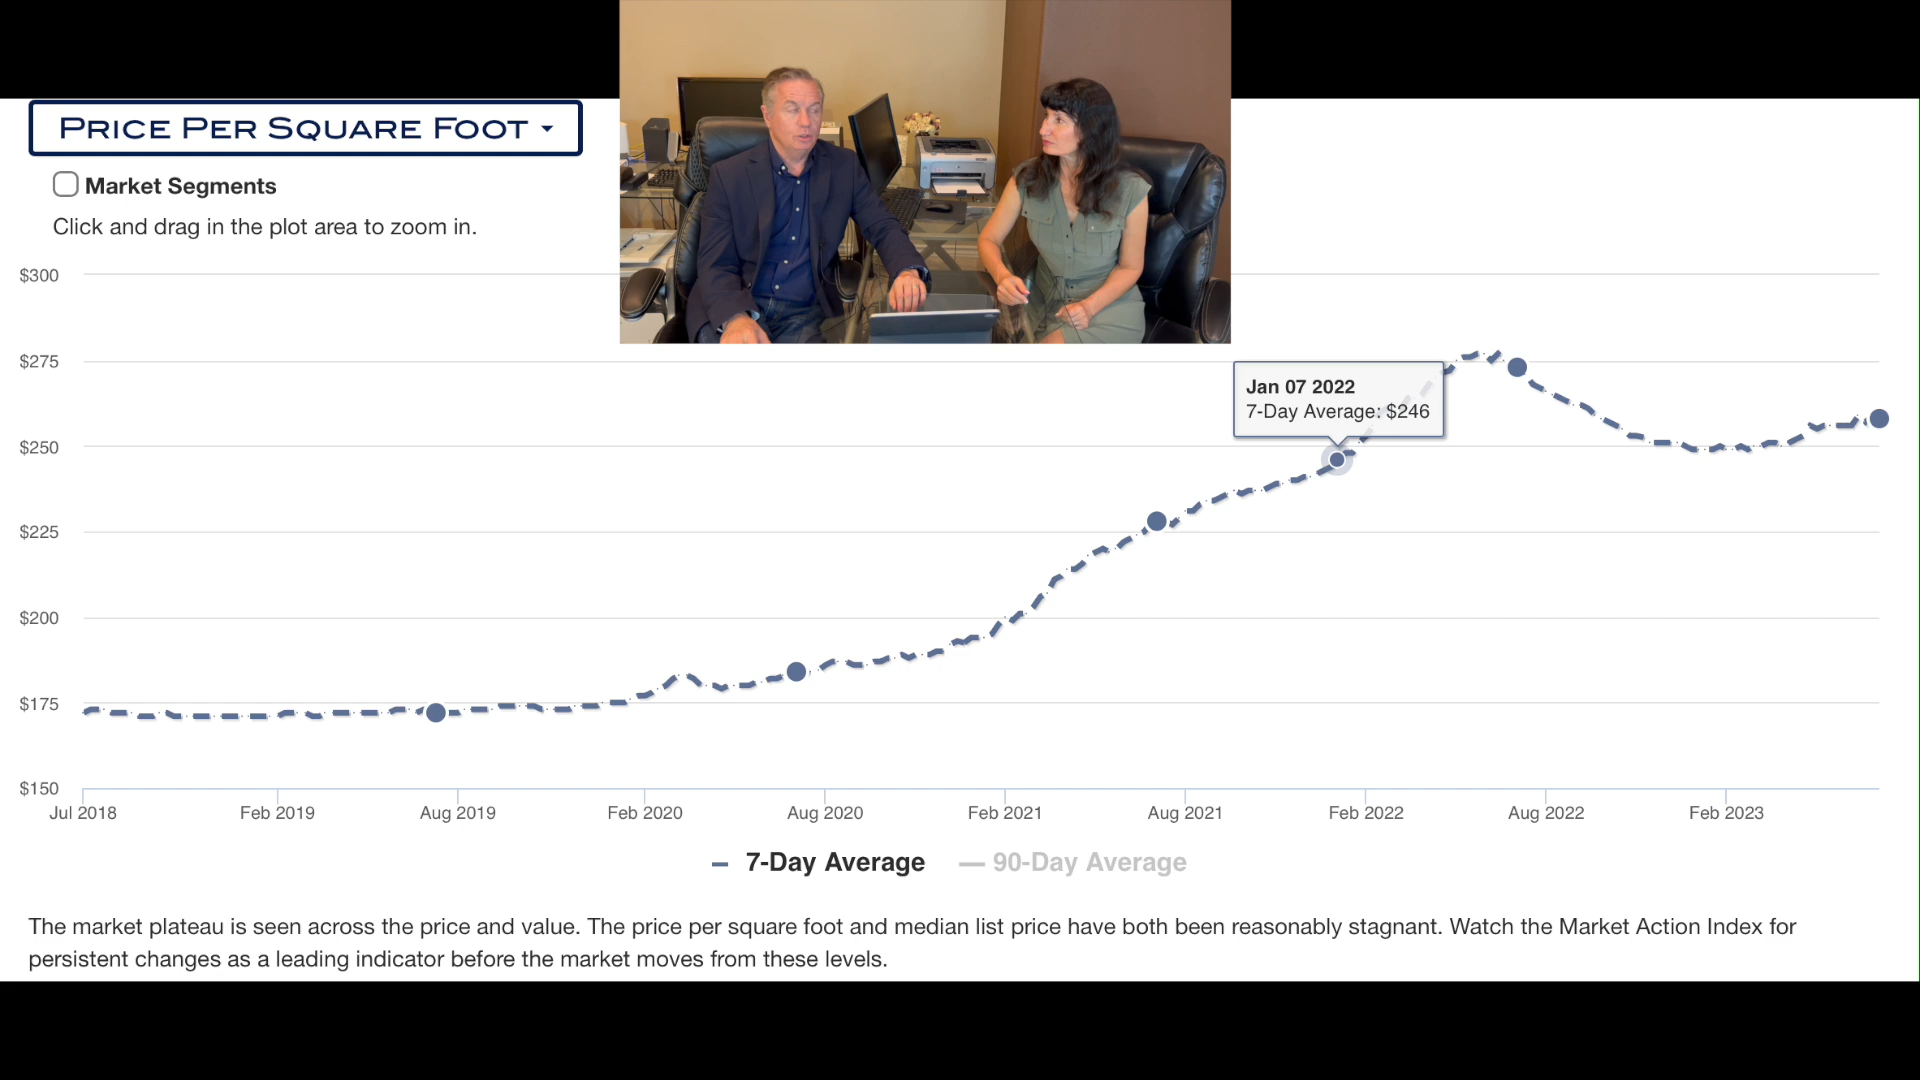 PRICE PER SQUARE FOOT
Market Segments
Click and drag in the plot area to zoom in.
$300
$275
Jan 07 2022
7-Day Average: $246
$250
$225
$200
$175
$150
Jul 2018
Feb 2019
Aug 2019
Feb 2020
Aug 2020
Feb 2021
Aug 2021
Feb 2022
Aug 2022
Feb 2023
7-Day Average
90-Day Average
The market plateau is seen across the price and value. The price per square foot and median list price have both been reasonably stagnant. Watch the Market Action Index for
persistent changes as a leading indicator before the market moves from these levels.